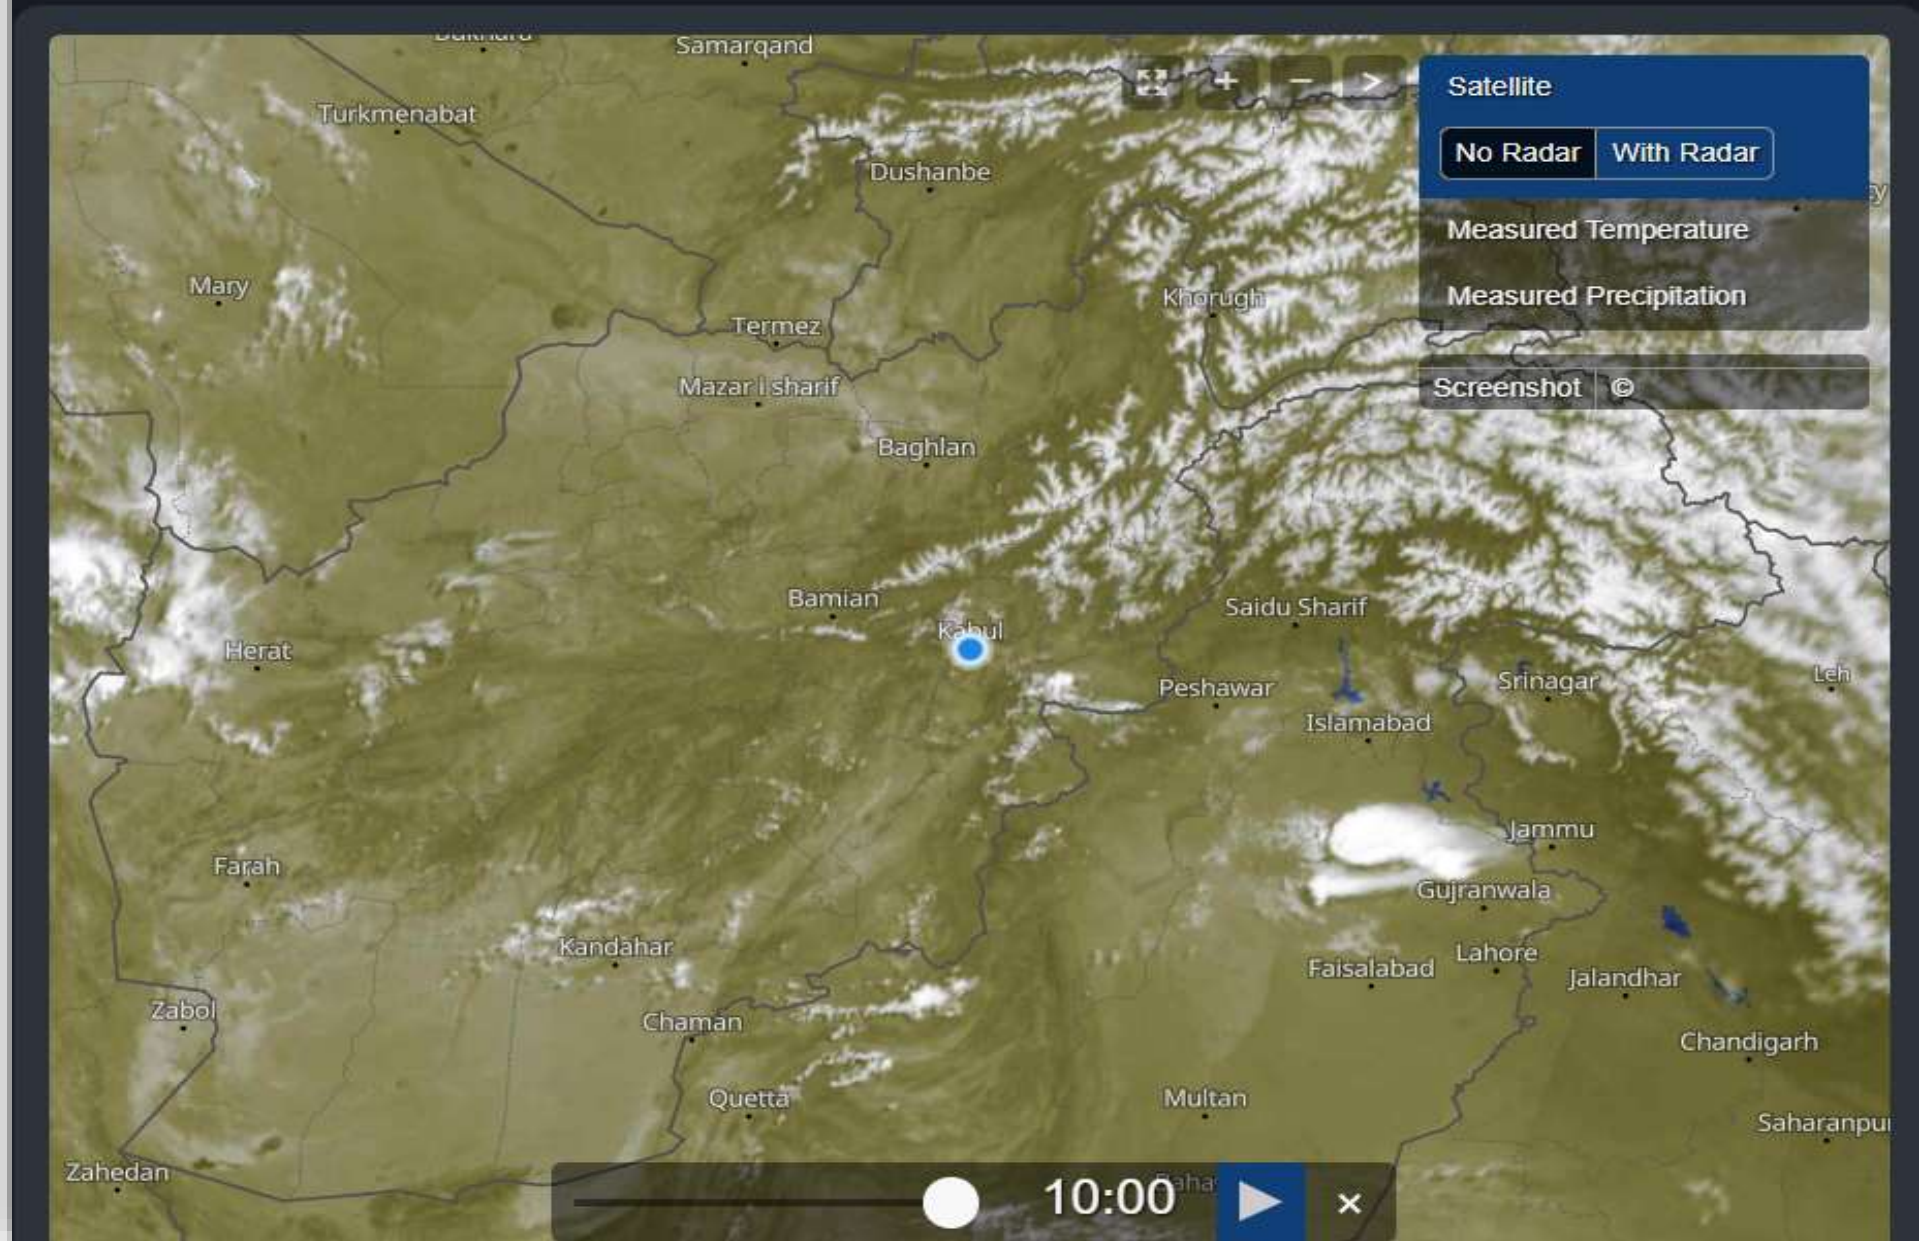 Samarqand
Satellite
Turkmenabat
No Radar
With Radar
Dushanbe
Measured Temperature
Mary
Khorugh
Measured Precipitation
Termez
Mazar i sharif
Screenshot
©
Baghlan
Bamian
Saidu Sharif
Kabul
Herat
Peshawar
Srinagar
Leh
Islamabad
Jammu
Farah
Gujranwala
Kandahar
Lahore
Faisalabad
Jalandhar
Zabol
Chaman
Chandigarh
Quetta
Multan
Zahedan
10:00